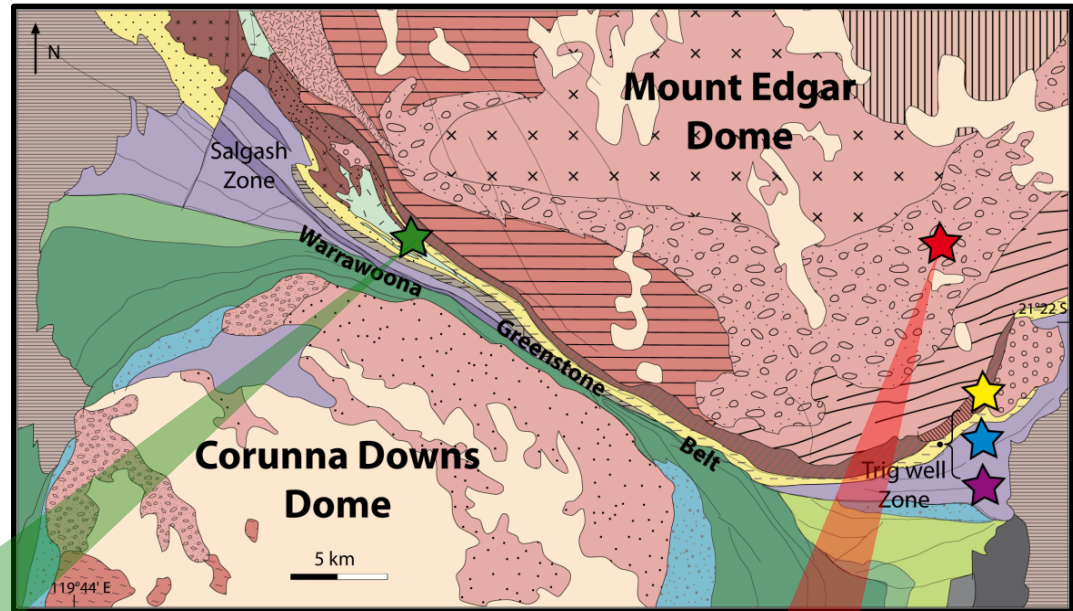 N
Mount Edgar
Dome
Salgash
Zone
Warrawoona
Greenstone
Belt
21°22 S
Corunna Downs
Dome
Trig well
Zone
5 km
119°44' E